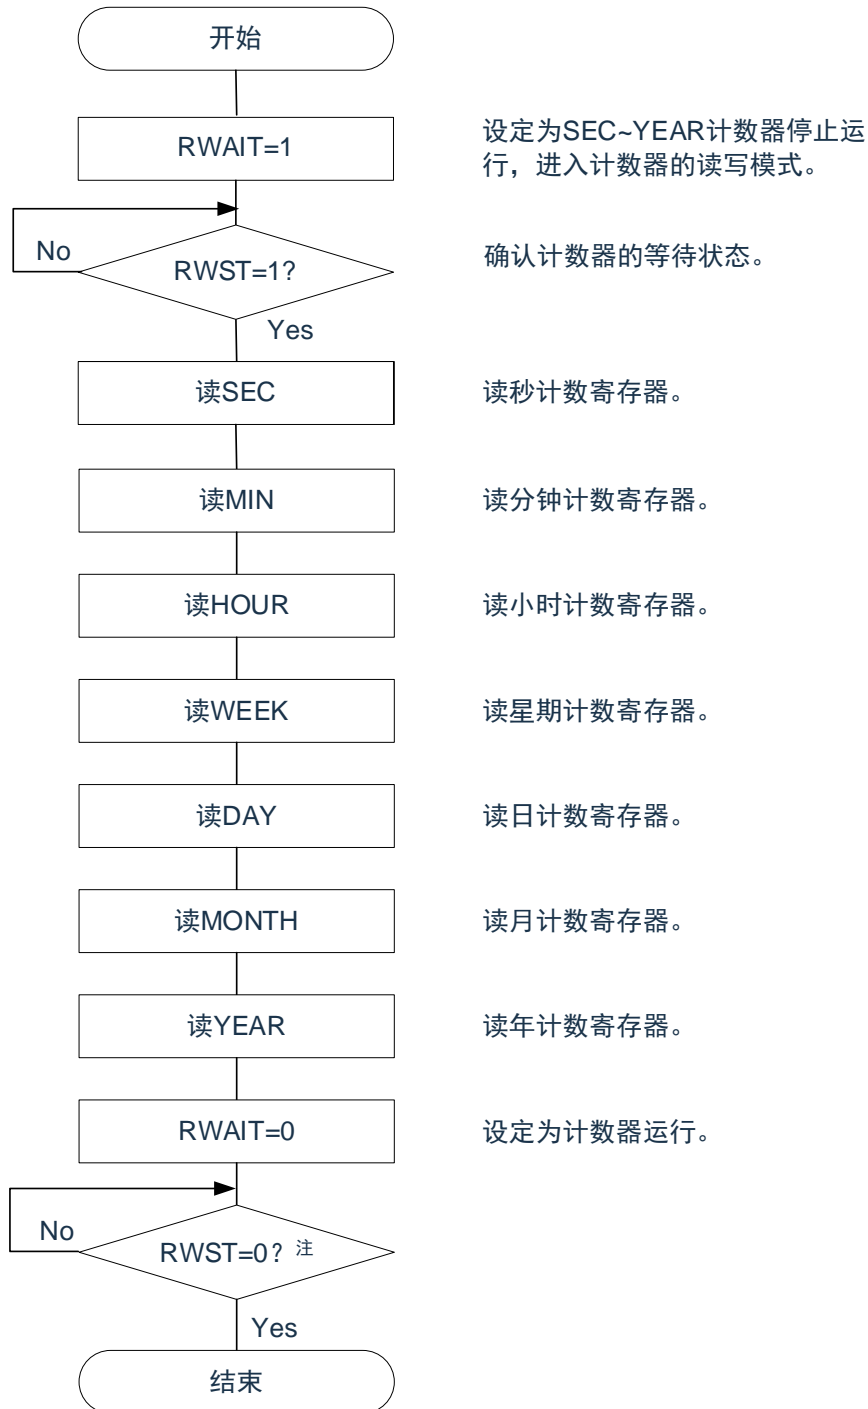 开始
RWAIT=1
设定为SEC~YEAR计数器停止运
行，进入计数器的读写模式。
No
RWST=1?
确认计数器的等待状态。
Yes
读SEC
读秒计数寄存器。
读MIN
读分钟计数寄存器。
读HOUR
读小时计数寄存器。
读WEEK
读星期计数寄存器。
读DAY
读日计数寄存器。
读MONTH
读月计数寄存器。
读YEAR
读年计数寄存器。
RWAIT=0
设定为计数器运行。
No
RWST=0？注
Yes
结束